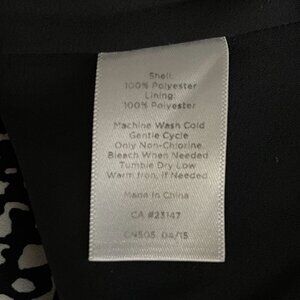 Shell:
100% Polyester
Lining:
100% Polyester
Machine Wash Cold
Gentle Cycle
Only Non-Chlorine
Bleach When Needed
Tumble Dry Low
Warm Iron, if Needed
Made in China
CA #23147
04/15